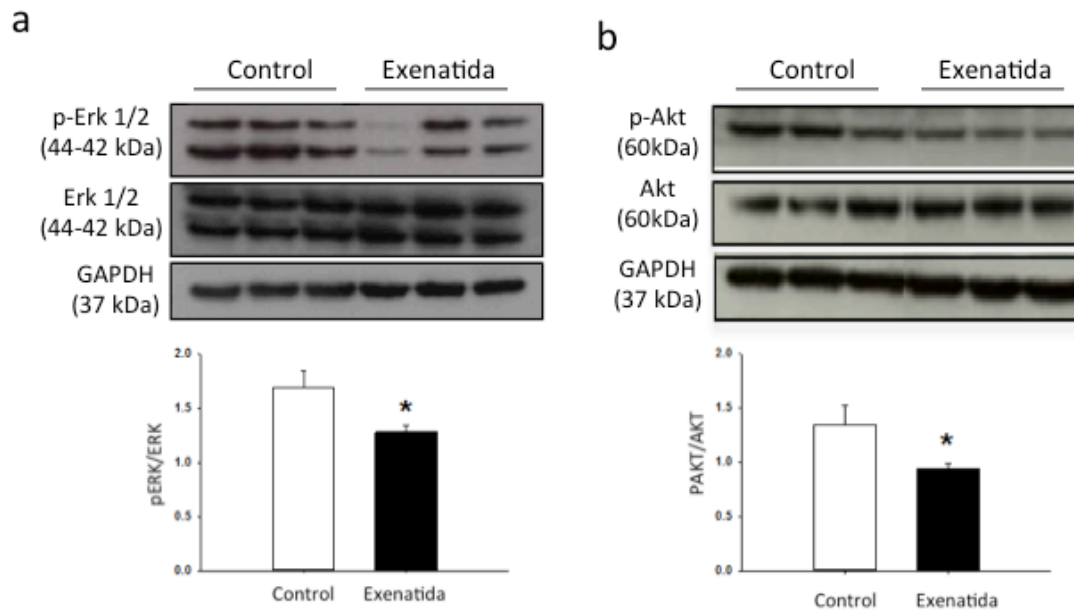 a
Control Exenatida
p-Erk 1/2
(44-42 kDa)
Erk 1/2
(44-42 kDa)
GAPDH
(37 kDa)
2.0
1.5
1.0
0.5
0.0
pERK/ERK
*
Control Exenatida
b
Control Exenatida
p-Akt
(60kDa)
Akt
(60kDa)
GAPDH
(37 kDa)
2.0
1.5
1.0
0.5
0.0
PAKT/AKT
*
Control Exenatida